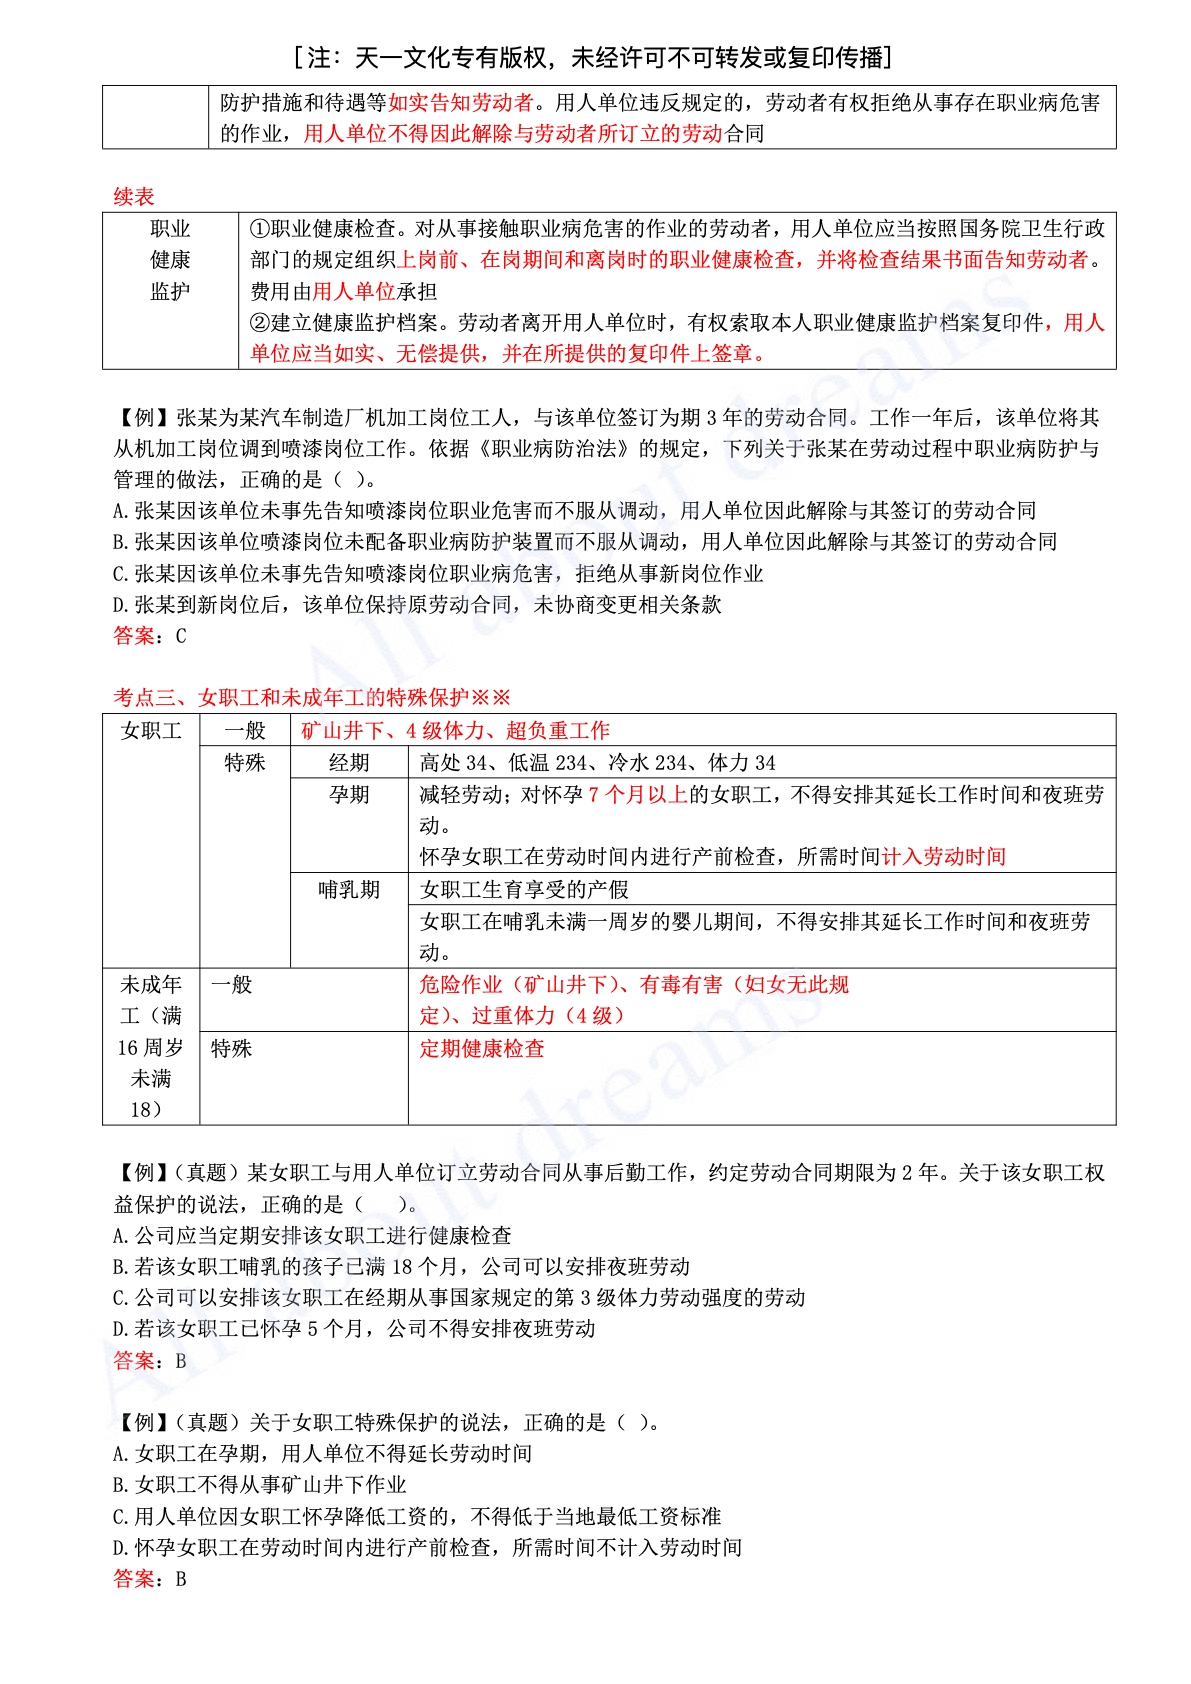 [注：天一文化专有版权，未经许可不可转发或复印传播]
防护措施和待遇等如实告知劳动者。用人单位违反规定的，劳动者有权拒绝从事存在职业病危害
的作业，用人单位不得因此解除与劳动者所订立的劳动合同
续表
职业
健康
监护
①职业健康检查。对从事接触职业病危害的作业的劳动者，用人单位应当按照国务院卫生行政
部门的规定组织上岗前、在岗期间和离岗时的职业健康检查，并将检查结果书面告知劳动者。
费用由用人单位承担
②建立健康监护档案。劳动者离开用人单位时，有权索取本人职业健康监护档案复印件，用人
单位应当如实、无偿提供，并在所提供的复印件上签章。
【例】张某为某汽车制造厂机加工岗位工人，与该单位签订为期 3 年的劳动合同。工作一年后，该单位将其
从机加工岗位调到喷漆岗位工作。依据《职业病防治法》的规定，下列关于张某在劳动过程中职业病防护与
管理的做法，正确的是（ ）。
A.张某因该单位未事先告知喷漆岗位职业危害而不服从调动，用人单位因此解除与其签订的劳动合同
B.张某因该单位喷漆岗位未配备职业病防护装置而不服从调动，用人单位因此解除与其签订的劳动合同
C.张某因该单位未事先告知喷漆岗位职业病危害，拒绝从事新岗位作业
D.张某到新岗位后，该单位保持原劳动合同，未协商变更相关条款
答案：C
考点三、女职工和未成年工的特殊保护※※
女职工
一般
矿山井下、4 级体力、超负重工作
特殊
经期
高处 34、低温 234、冷水 234、体力 34
孕期
减轻劳动；对怀孕 7 个月以上的女职工，不得安排其延长工作时间和夜班劳
动。
怀孕女职工在劳动时间内进行产前检查，所需时间计入劳动时间
哺乳期
女职工生育享受的产假
女职工在哺乳未满一周岁的婴儿期间，不得安排其延长工作时间和夜班劳
动。
未成年
工（满
16 周岁
未满
18）
一般
危险作业（矿山井下）、有毒有害（妇女无此规
定）、过重体力（4 级）
特殊
定期健康检查
【例】（真题）某女职工与用人单位订立劳动合同从事后勤工作，约定劳动合同期限为 2 年。关于该女职工权
益保护的说法，正确的是（ ）。
A.公司应当定期安排该女职工进行健康检查
B.若该女职工哺乳的孩子已满 18 个月，公司可以安排夜班劳动
C.公司可以安排该女职工在经期从事国家规定的第 3 级体力劳动强度的劳动
D.若该女职工已怀孕 5 个月，公司不得安排夜班劳动
答案：B
【例】（真题）关于女职工特殊保护的说法，正确的是（ ）。
A.女职工在孕期，用人单位不得延长劳动时间
B.女职工不得从事矿山井下作业
C.用人单位因女职工怀孕降低工资的，不得低于当地最低工资标准
D.怀孕女职工在劳动时间内进行产前检查，所需时间不计入劳动时间
答案：B
All about dreams
All about dreams